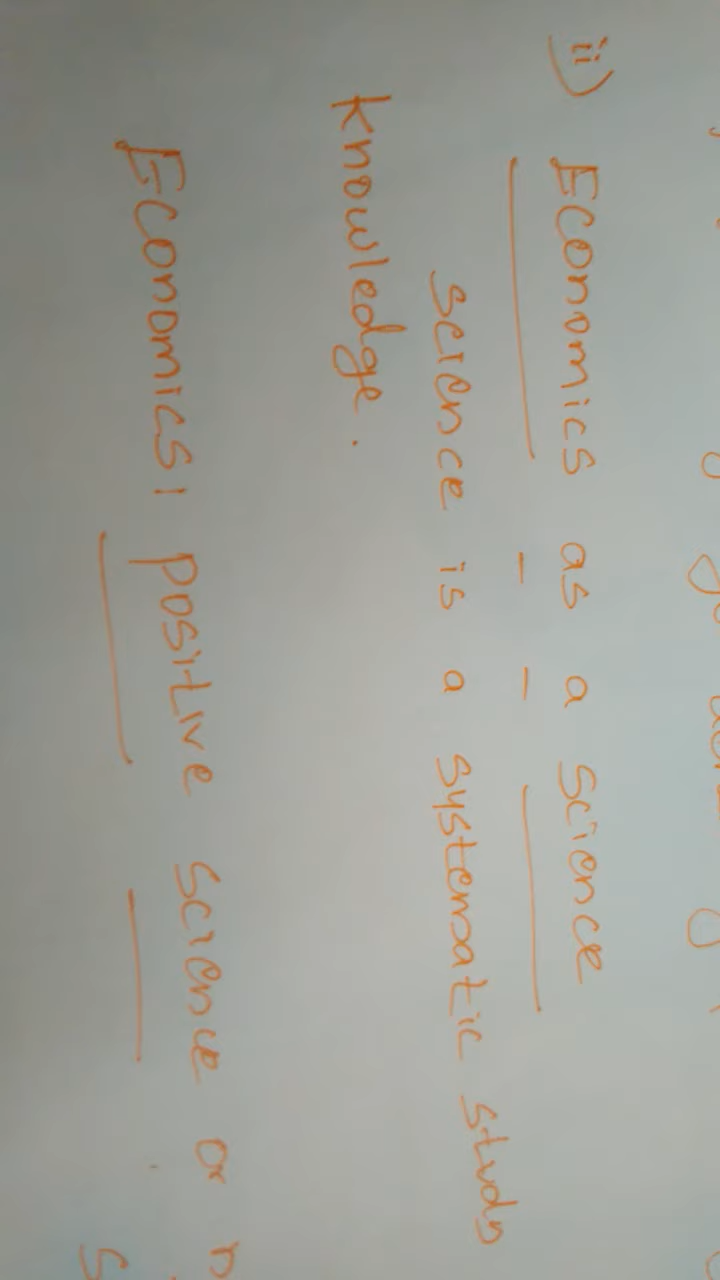 ii) Economics as a science
science is a systematic study
knowledge.
Economics, positive science or